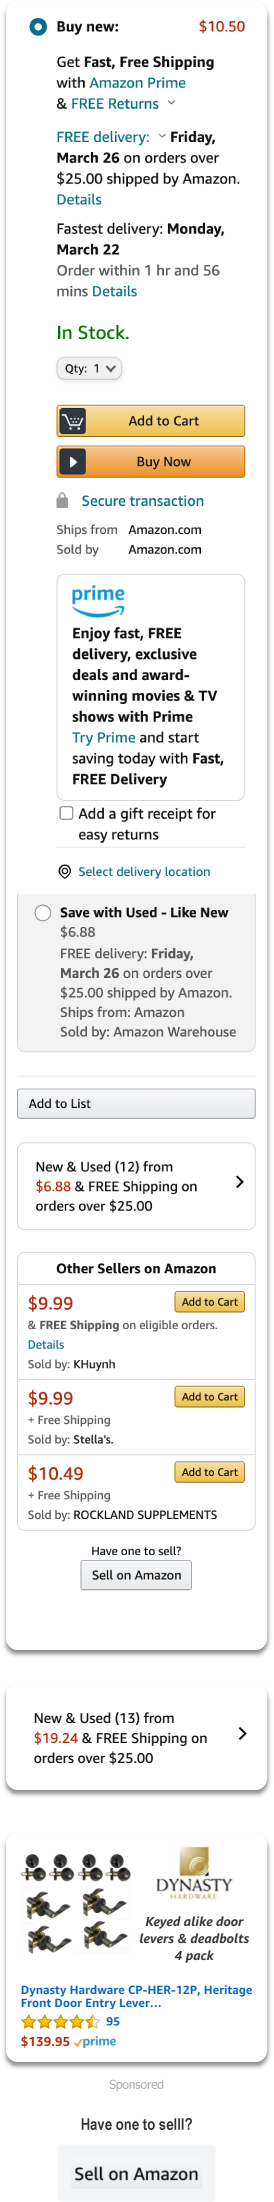 Buy new: $10.50
Get Fast, Free Shipping
with Amazon Prime
& FREE Returns
FREE delivery: Friday,
March 26 on orders over
$25.00 shipped by Amazon.
Details
Fastest delivery: Monday,
March 22
Order within 1 hr and 56
mins Details
In Stock.
Qty: 1
Add to Cart
Buy Now
Secure transaction
Ships from Amazon.com
Sold by Amazon.com
prime
Enjoy fast, FREE
delivery, exclusive
deals and award-
winning movies & TV
shows with Prime
Try Prime and start
saving today with Fast,
FREE Delivery
Add a gift receipt for
easy returns
Select delivery location
Save with Used - Like New
$6.88
FREE delivery: Friday,
March 26 on orders over
$25.00 shipped by Amazon.
Ships from: Amazon
Sold by: Amazon Warehouse
Add to List
New & Used (12) from
$6.88 & FREE Shipping on
orders over $25.00
Other Sellers on Amazon
$9.99 Add to Cart
& FREE Shipping on eligible orders.
Details
Sold by: KHuynh
$9.99 Add to Cart
+ Free Shipping
Sold by: Stella's.
$10.49 Add to Cart
+ Free Shipping
Sold by: ROCKLAND SUPPLEMENTS
Have one to sell?
Sell on Amazon
New & Used (13) from
$19.24 & FREE Shipping on
orders over $25.00
DYNASTY
HARDWARE
Keyed alike door
levers & deadbolts
4 pack
Dynasty Hardware CP-HER-12P, Heritage
Front Door Entry Lever...
95
$139.95 prime
Sponsored
Have one to selll?
Sell on Amazon